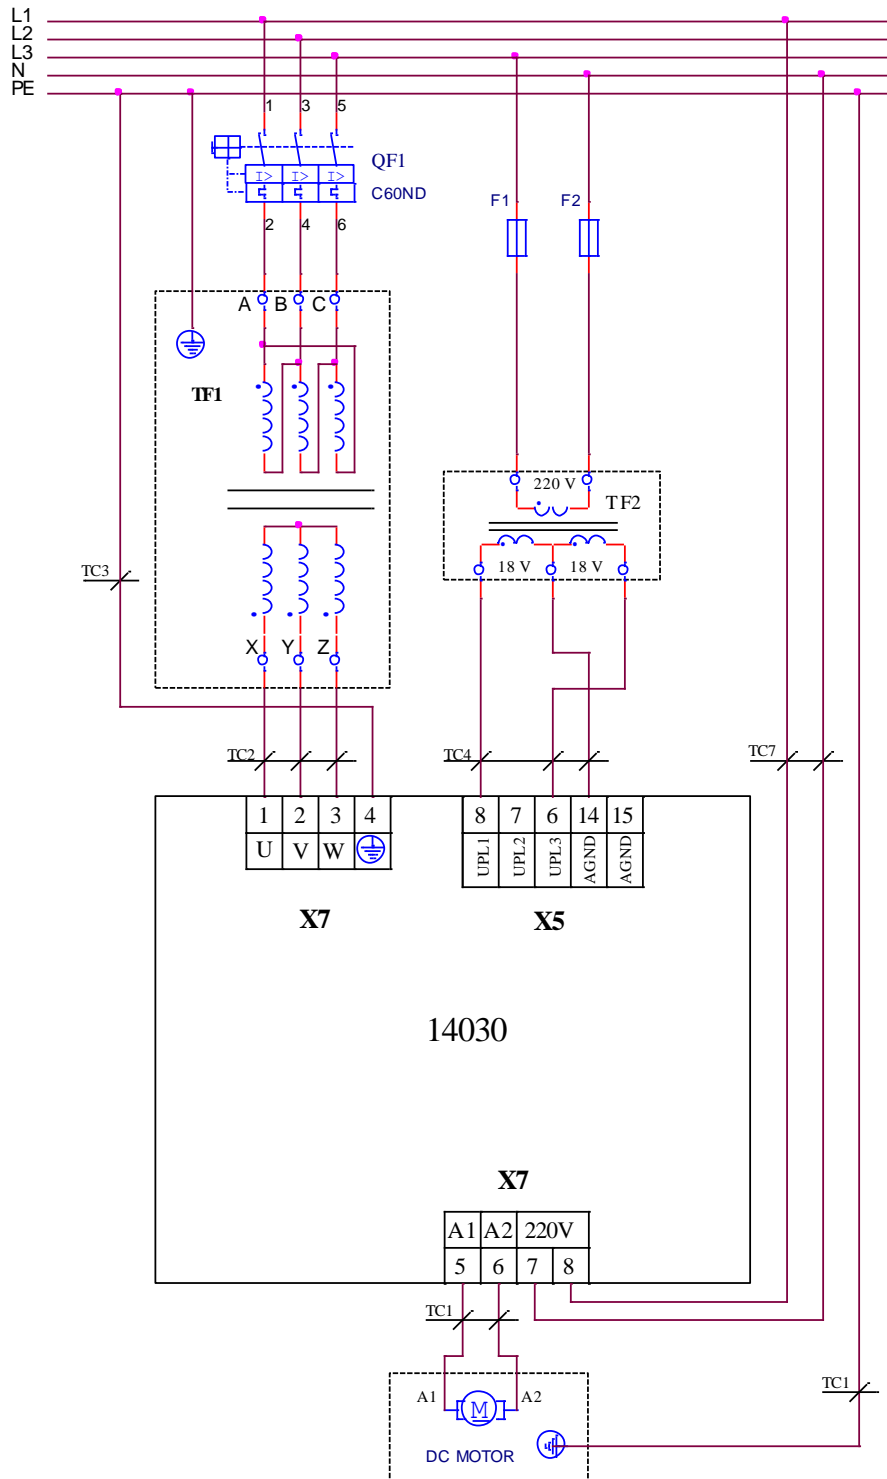 L1
L2
L3
N
PE
1 3 5
QF1
I> I> I>
C60ND
F1 F2
2 4 6
A B C
TF1
220 V
TF2
18 V 18 V
TC3
X Y Z
TC2 TC4 TC7
1 2 3 4
8 7 6 14 15
U V W
UPL1 UPL2 UPL3 AGND AGND
X7 X5
14030
X7
A1 A2 220V
5 6 7 8
TC1
TC1
A1 M A2
DC MOTOR